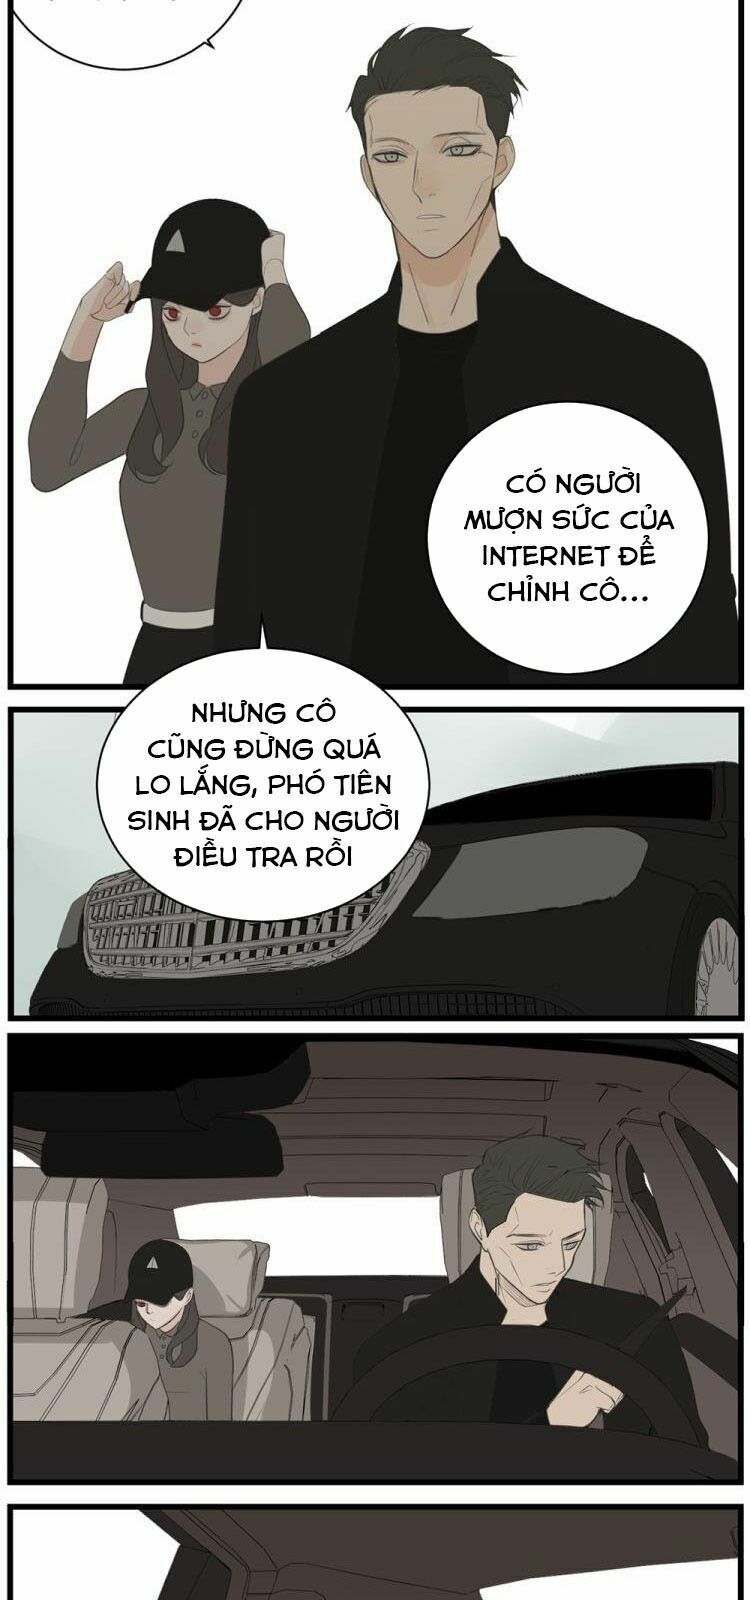 CÓ NGƯỜI
MƯỢN SỨC CỦA
INTERNET ĐỂ
CHỈNH CÔ...
NHƯNG CÔ
CŨNG ĐỪNG QUÁ
LO LẮNG, PHÓ TIÊN
SINH ĐÃ CHO NGƯỜI
ĐIỀU TRA RỒI